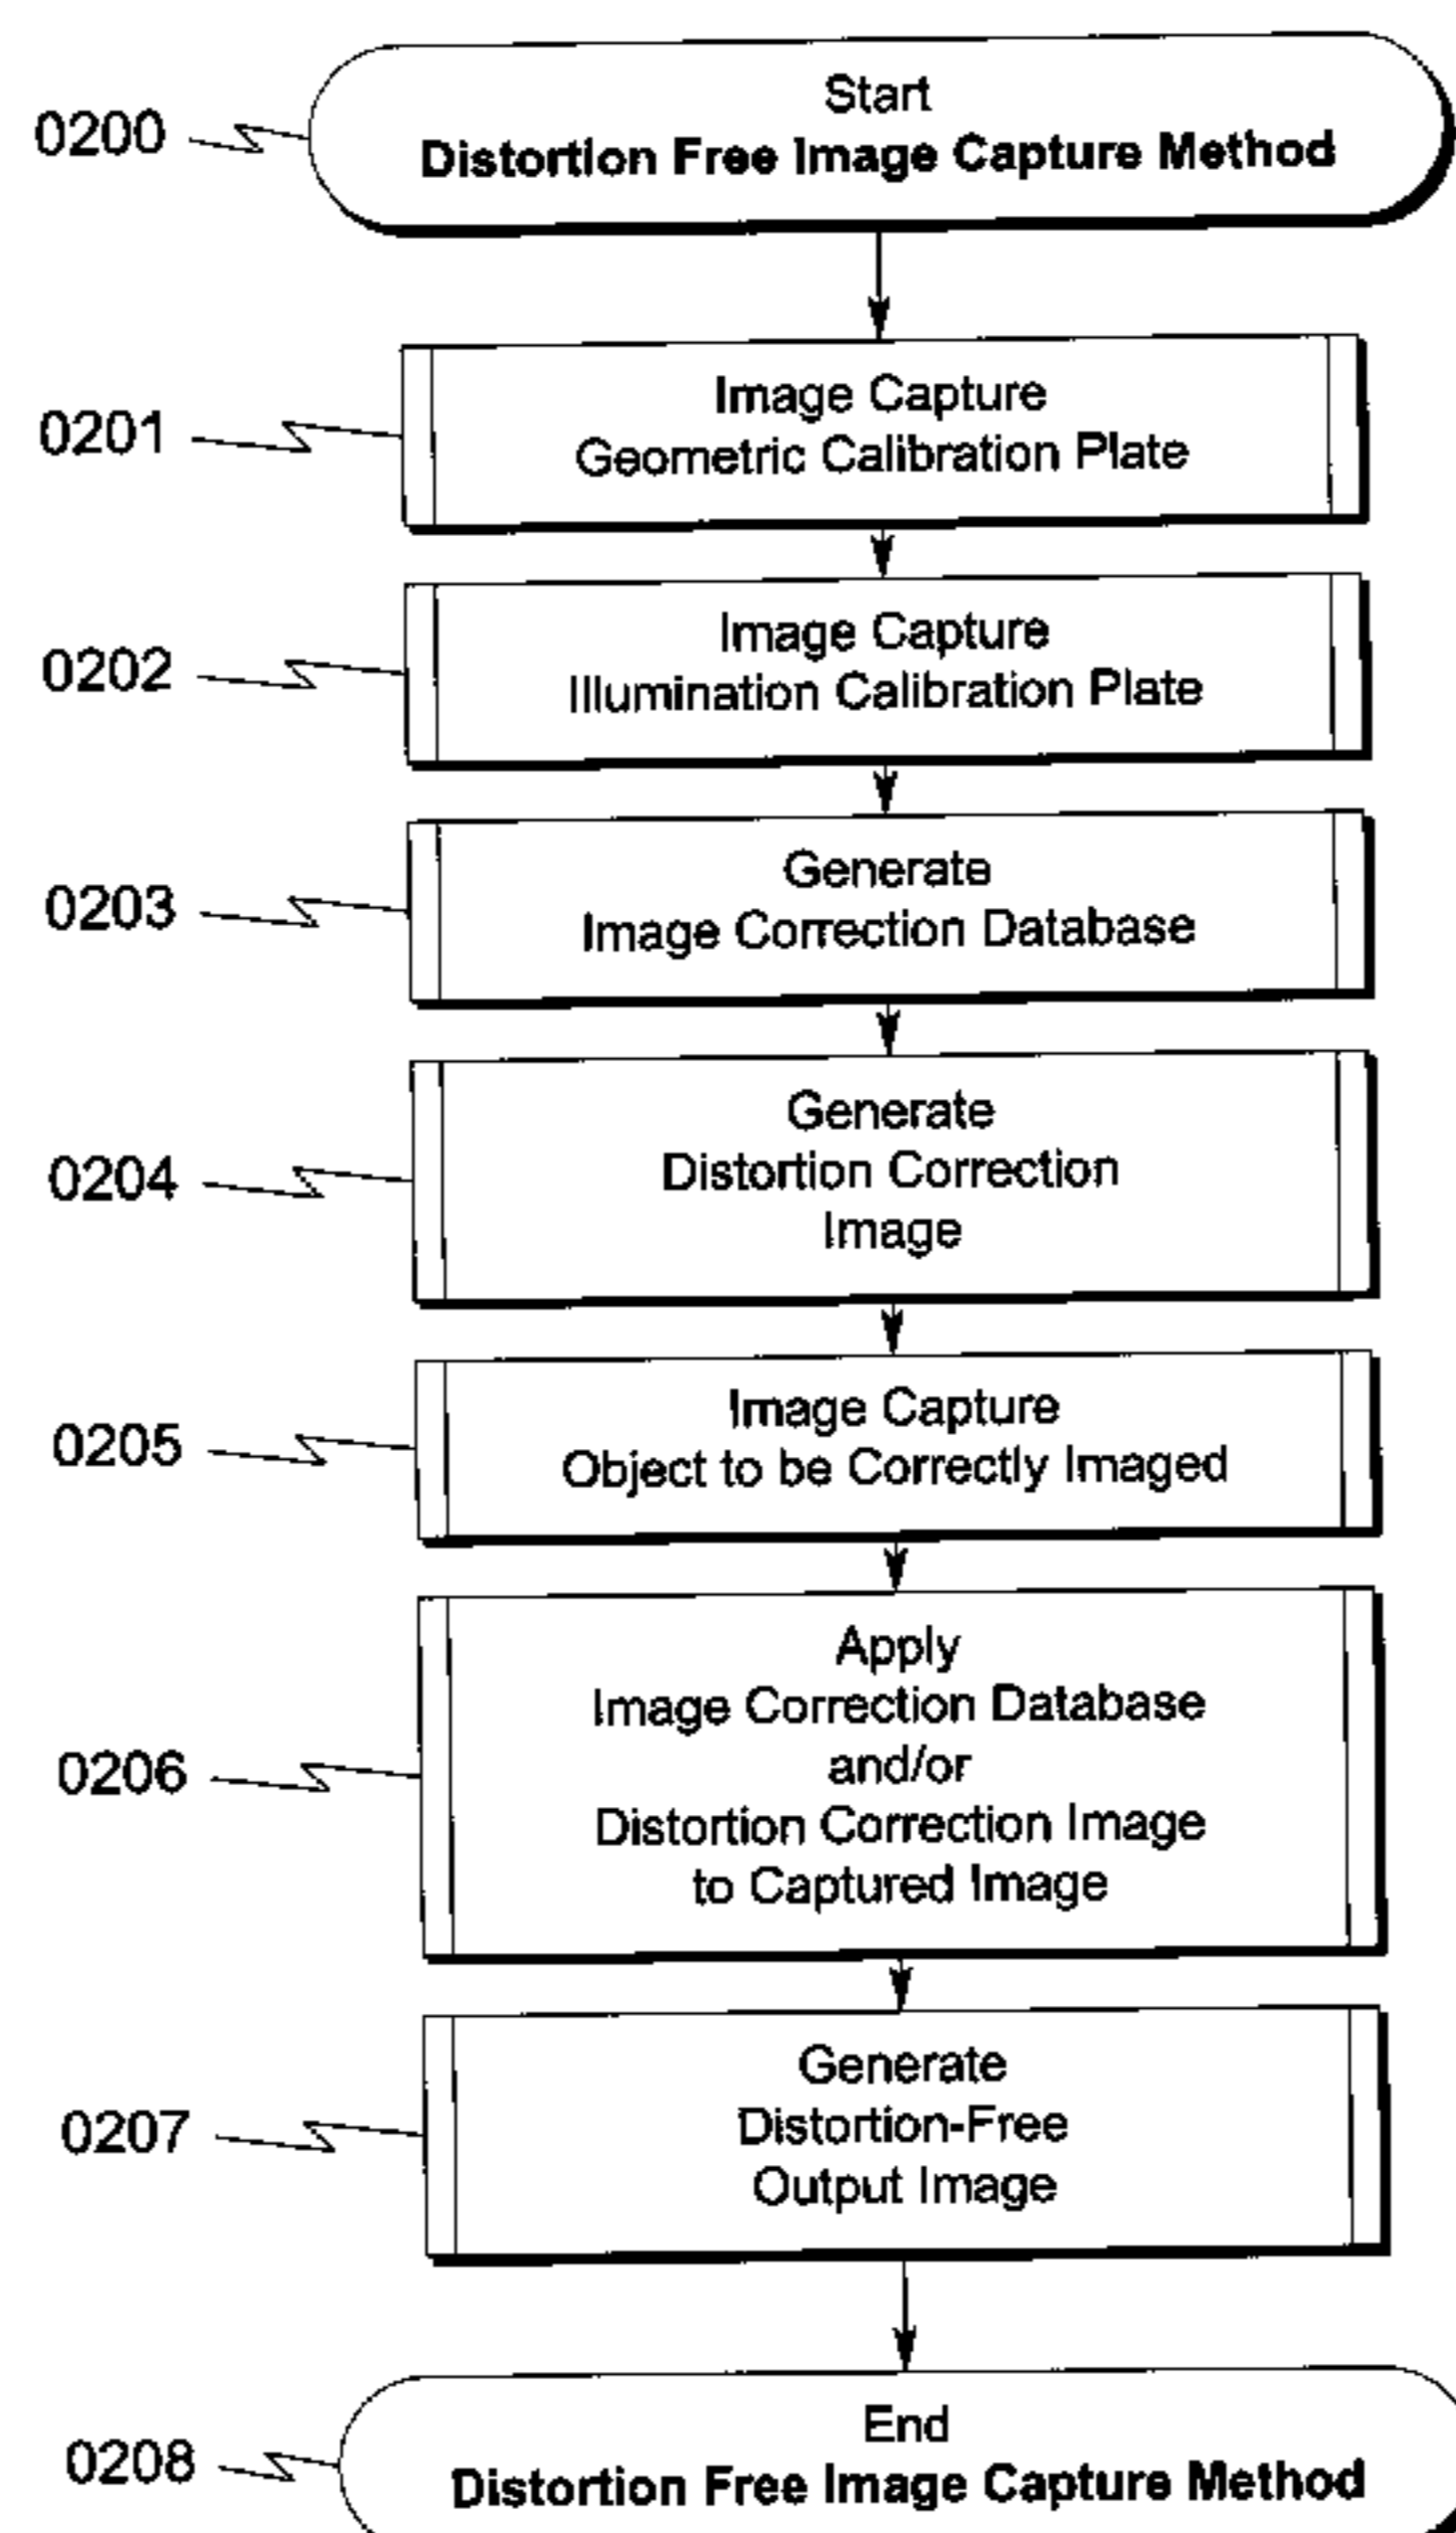 0200
Start
Distortion Free Image Capture Method
0201
Image Capture
Geometric Calibration Plate
0202
Image Capture
Illumination Calibration Plate
0203
Generate
Image Correction Database
0204
Generate
Distortion Correction
Image
0205
Image Capture
Object to be Correctly Imaged
0206
Apply
Image Correction Database
and/or
Distortion Correction Image
to Captured Image
0207
Generate
Distortion-Free
Output Image
0208
End
Distortion Free Image Capture Method